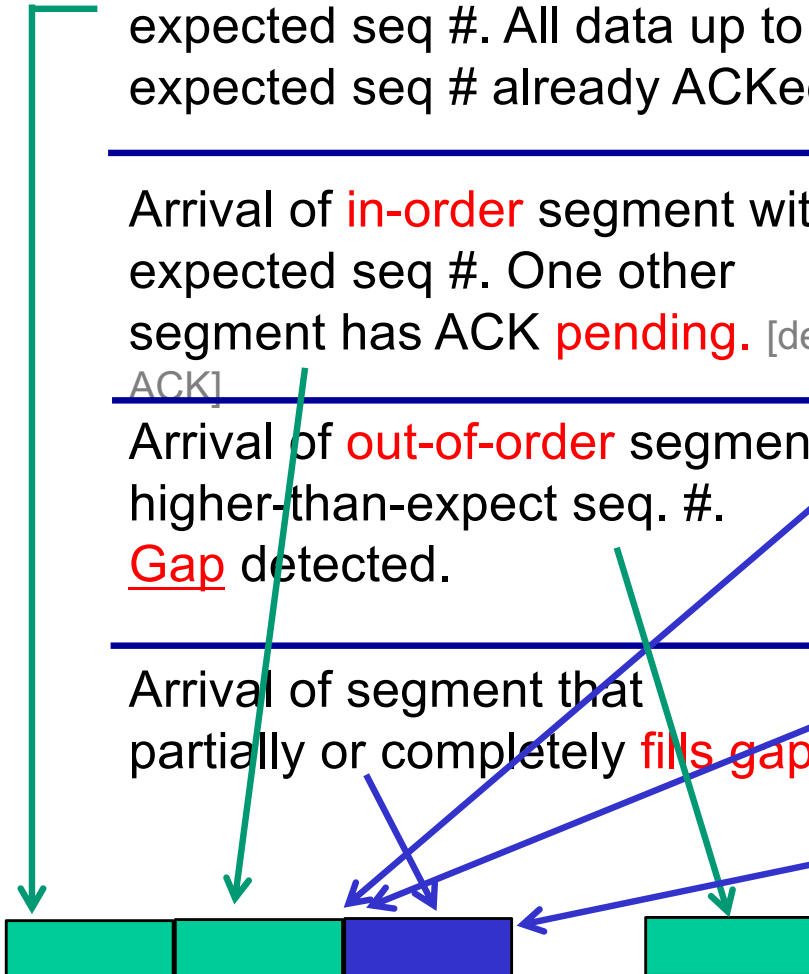 expected seq #. All data up to
expected seq # already ACKed
Arrival of in-order segment wit
expected seq #. One other
segment has ACK pending. [de
ACK]
Arrival of out-of-order segmen
higher-than-expect seq. #.
Gap detected.
Arrival of segment that
partially or completely fills gap